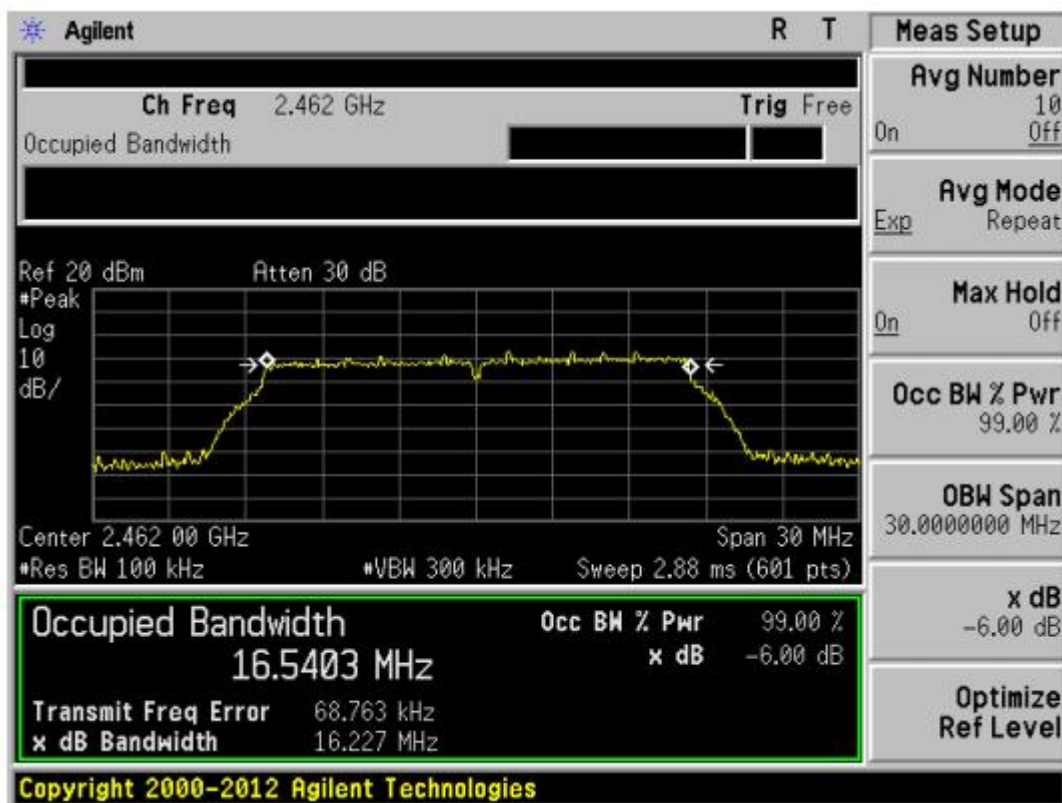 Agilent R T
Ch Freq 2.462 GHz Trig Free
Occupied Bandwidth
Ref 20 dBm Atten 30 dB
#Peak
Log
10
dB/
Center 2.462 00 GHz Span 30 MHz
#Res BW 100 kHz #VBW 300 kHz Sweep 2.88 ms (601 pts)
Occupied Bandwidth
16.5403 MHz
Occ BW % Pwr 99.00 %
x dB -6.00 dB
Transmit Freq Error 68.763 kHz
x dB Bandwidth 16.227 MHz
Copyright 2000-2012 Agilent Technologies
Meas Setup
Avg Number
10
On Off
Avg Mode
Exp Repeat
Max Hold
On Off
Occ BW % Pwr
99.00 %
OBW Span
30.0000000 MHz
x dB
-6.00 dB
Optimize
Ref Level